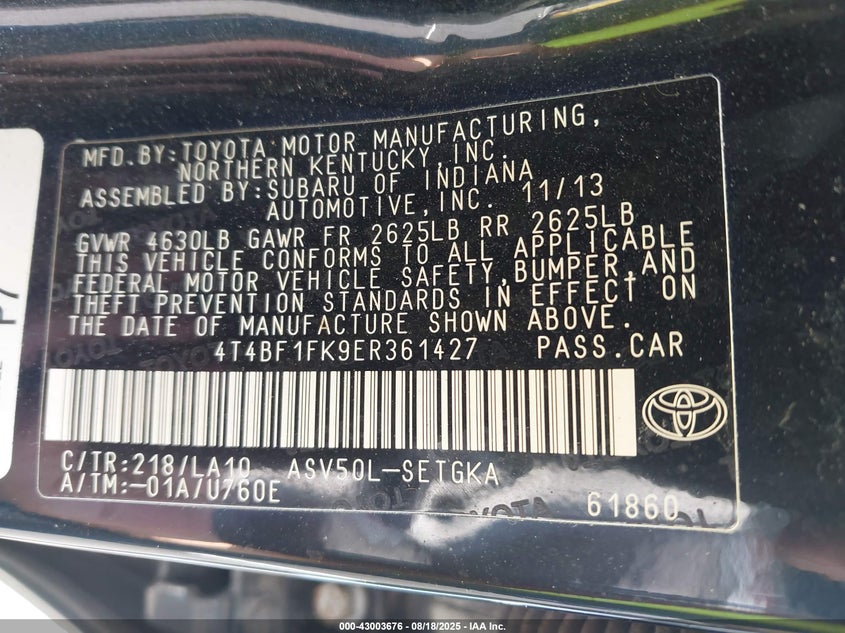 MFD.BY:TOYOTA MOTOR MANUFACTURING,
NORTHERN KENTUCKY,INC.
ASSEMBLED BY:SUBARU OF INDIANA
AUTOMOTIVE,INC. 11/13
GVWR 4630LB GAWR FR 2625LB RR 2625LB
THIS VEHICLE CONFORMS TO ALL APPLICABLE
FEDERAL MOTOR VEHICLE SAFETY,BUMPER,AND
THEFT PREVENTION STANDARDS IN EFFECT ON
THE DATE OF MANUFACTURE SHOWN ABOVE.
4T4BF1FK9ER361427 PASS.CAR
C/TR:218/LA10 ASV50L-SETGKA
A/TM:-01A/U760E
61860
000-43003676 - 08/18/2025 - IAA Inc.